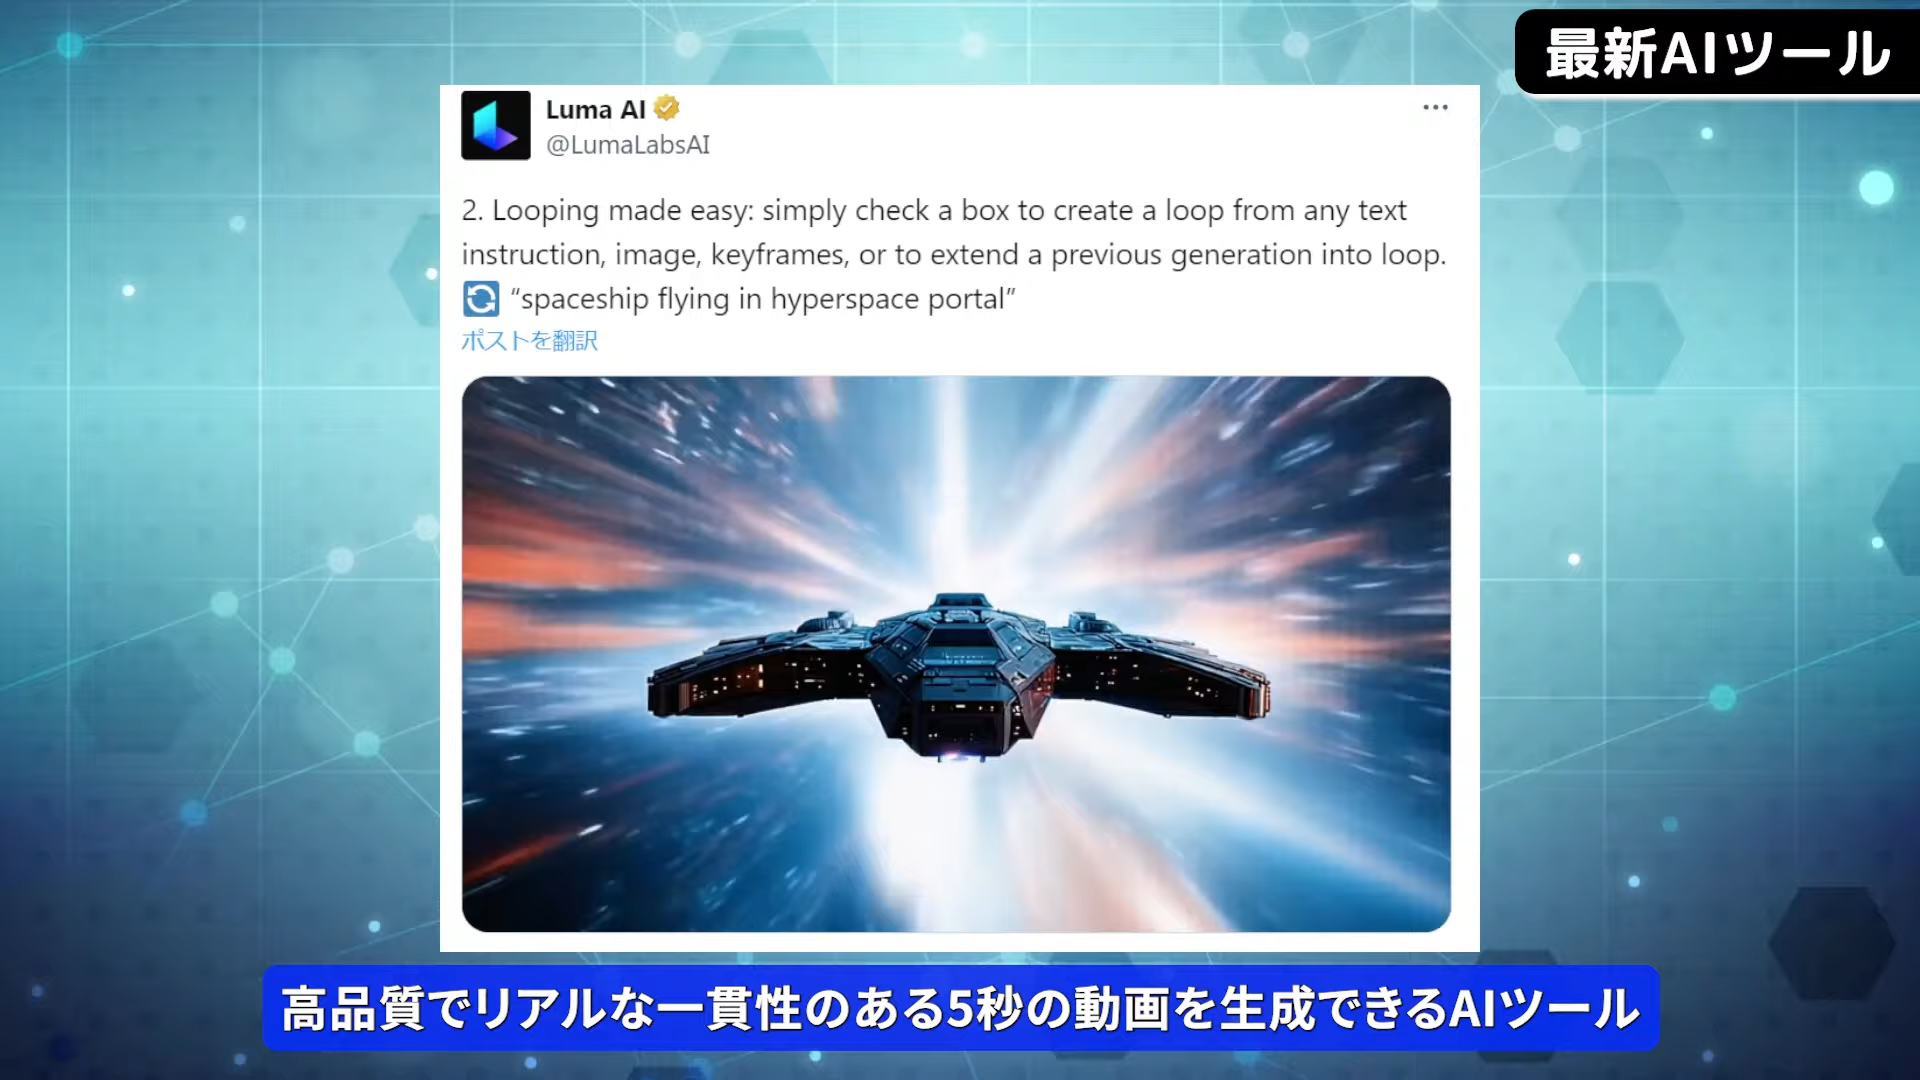 最新AIツール
Luma AI
@LumaLabsAI
2. Looping made easy: simply check a box to create a loop from any text
instruction, image, keyframes, or to extend a previous generation into loop.
🔄 “spaceship flying in hyperspace portal”
ポストを翻訳
高品質でリアルな一貫性のある5秒の動画を生成できるAIツール